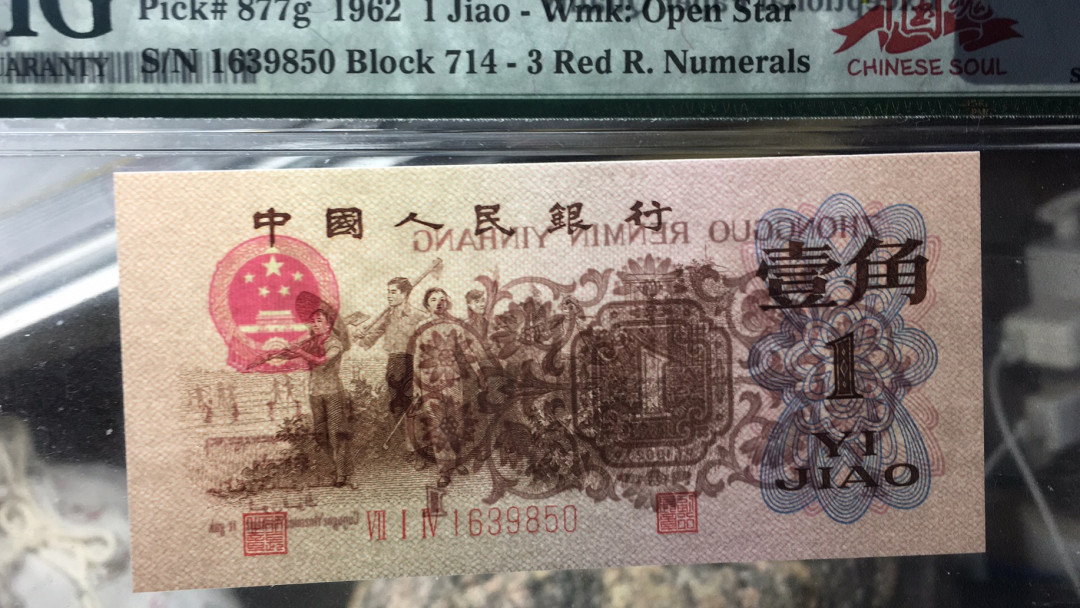 Pick# 877g 1962 1 Jiao - Wmk: Open Star
S/N 1639850 Block 714 - 3 Red R. Numerals
CHINESE SOUL
中國人民銀行
ZHONGGUO RENMIN YINHANG
壹角
1
1
YI
JIAO
VII I IV 1639850